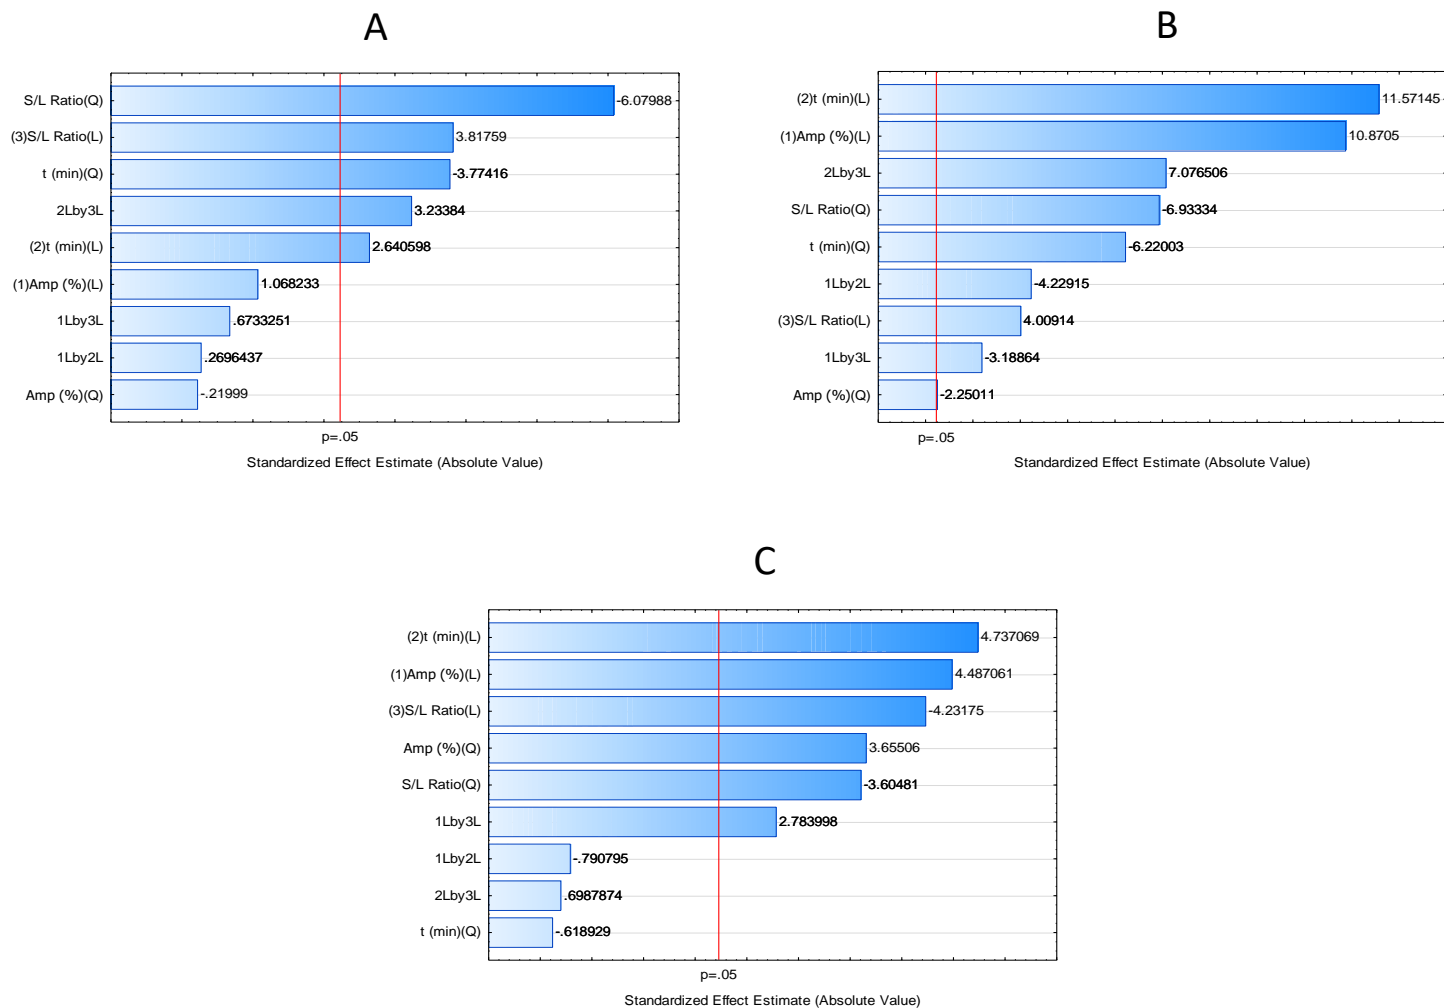 A
S/L Ratio(Q) -6.07988
(3)S/L Ratio(L) 3.81759
t (min)(Q) -3.77416
2Lby3L 3.23384
(2)t (min)(L) 2.640598
(1)Amp (%)(L) 1.068233
1Lby3L .6733251
1Lby2L .2696437
Amp (%)(Q) -.21999
p=.05
Standardized Effect Estimate (Absolute Value)
B
(2)t (min)(L) 11.57145
(1)Amp (%)(L) 10.8705
2Lby3L 7.076506
S/L Ratio(Q) -6.93334
t (min)(Q) -6.22003
1Lby2L -4.22915
(3)S/L Ratio(L) 4.00914
1Lby3L -3.18864
Amp (%)(Q) -2.25011
p=.05
Standardized Effect Estimate (Absolute Value)
C
(2)t (min)(L) 4.737069
(1)Amp (%)(L) 4.487061
(3)S/L Ratio(L) -4.23175
Amp (%)(Q) 3.65506
S/L Ratio(Q) -3.60481
1Lby3L 2.783998
1Lby2L -.790795
2Lby3L .6987874
t (min)(Q) -.618929
p=.05
Standardized Effect Estimate (Absolute Value)